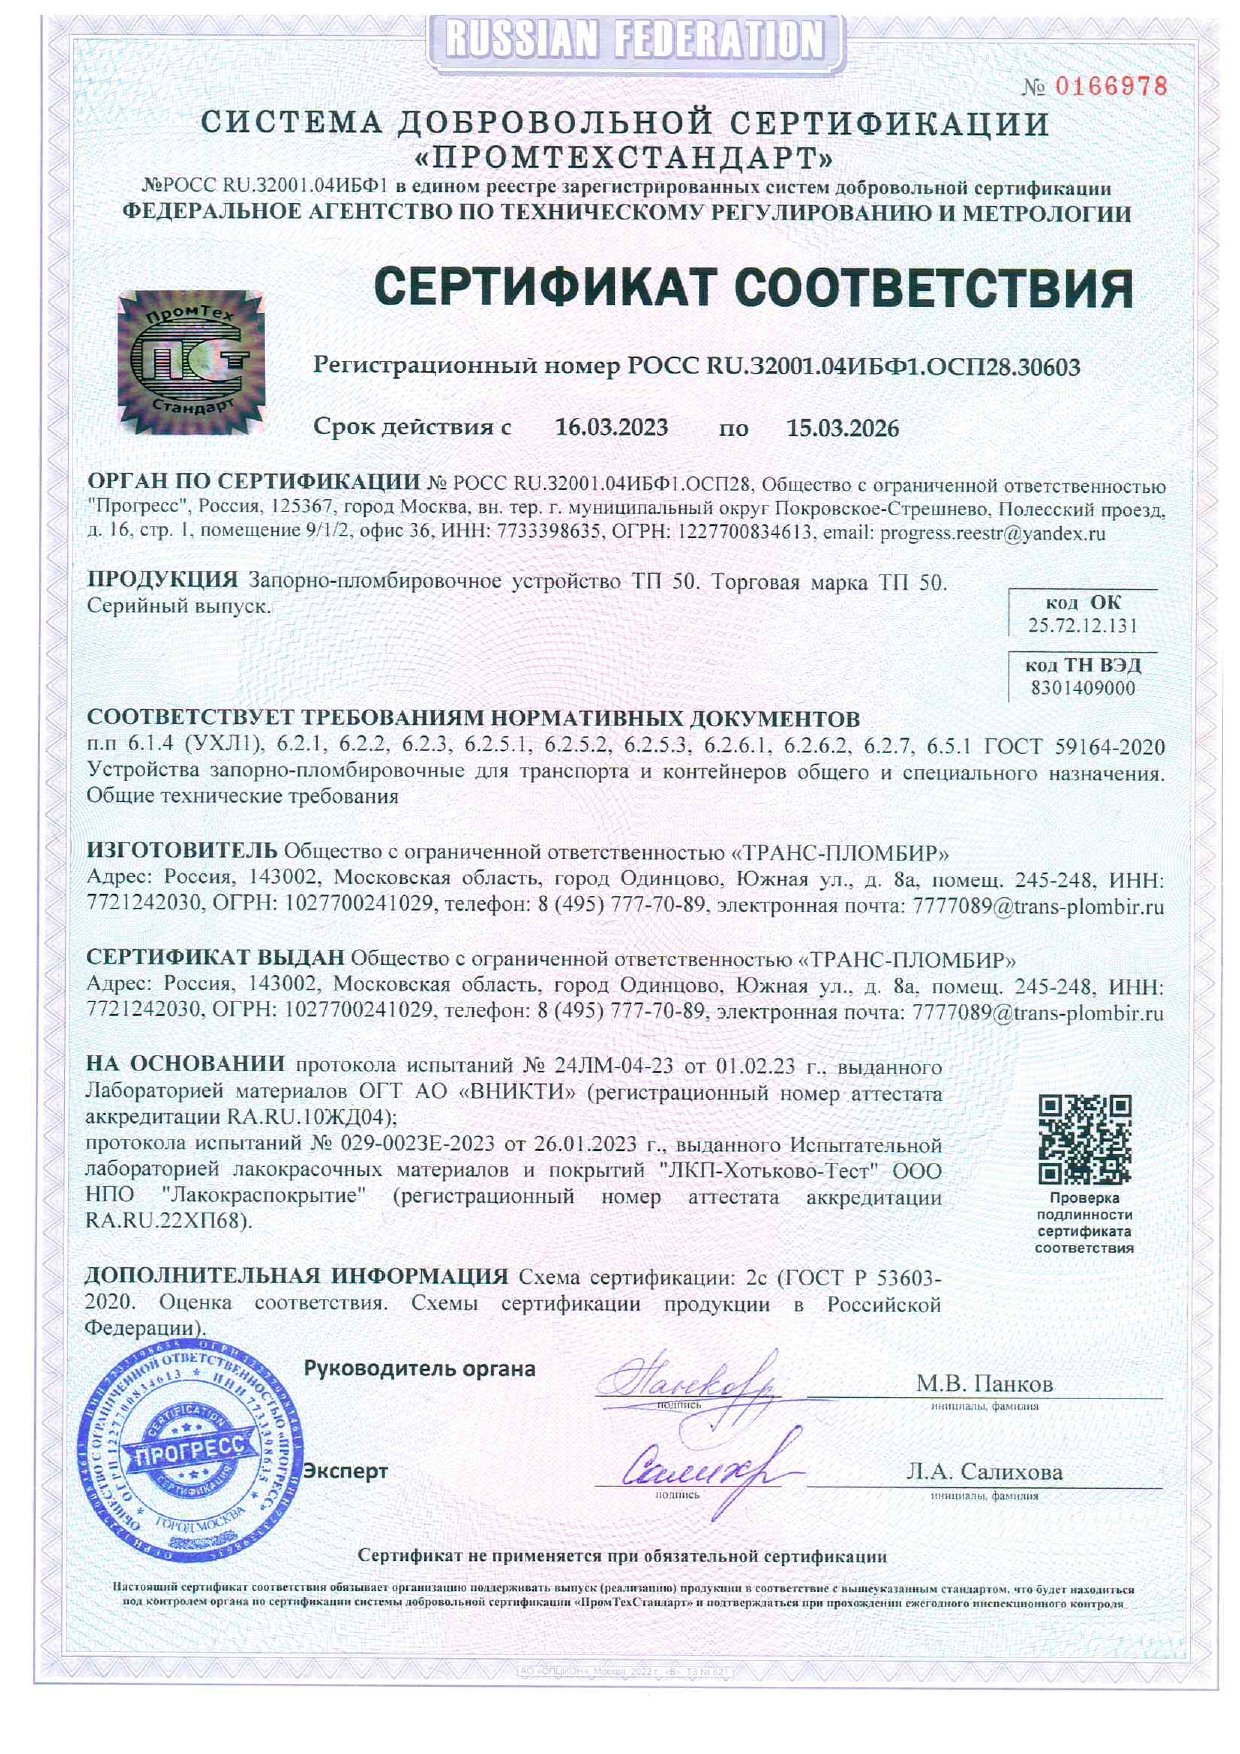 RUSSIAN FEDERATION
№ 0166978
СИСТЕМА ДОБРОВОЛЬНОЙ СЕРТИФИКАЦИИ
«ПРОМТЕХСТАНДАРТ»
№РОСС RU.32001.04ИБФ1 в едином реестре зарегистрированных систем добровольной сертификации
ФЕДЕРАЛЬНОЕ АГЕНТСТВО ПО ТЕХНИЧЕСКОМУ РЕГУЛИРОВАНИЮ И МЕТРОЛОГИИ
СЕРТИФИКАТ СООТВЕТСТВИЯ
ПромТех
ПСТ
Стандарт
Регистрационный номер РОСС RU.32001.04ИБФ1.ОСП28.30603
Срок действия с 16.03.2023 по 15.03.2026
ОРГАН ПО СЕРТИФИКАЦИИ № РОСС RU.32001.04ИБФ1.ОСП28, Общество с ограниченной ответственностью
"Прогресс", Россия, 125367, город Москва, вн. тер. г. муниципальный округ Покровское-Стрешнево, Полесский проезд,
д. 16, стр. 1, помещение 9/1/2, офис 36, ИНН: 7733398635, ОГРН: 1227700834613, email: progress.reestr@yandex.ru
ПРОДУКЦИЯ Запорно-пломбировочное устройство ТП 50. Торговая марка ТП 50.
Серийный выпуск.
код ОК
25.72.12.131
код ТН ВЭД
8301409000
СООТВЕТСТВУЕТ ТРЕБОВАНИЯМ НОРМАТИВНЫХ ДОКУМЕНТОВ
п.п 6.1.4 (УХЛ1), 6.2.1, 6.2.2, 6.2.3, 6.2.5.1, 6.2.5.2, 6.2.5.3, 6.2.6.1, 6.2.6.2, 6.2.7, 6.5.1 ГОСТ 59164-2020
Устройства запорно-пломбировочные для транспорта и контейнеров общего и специального назначения.
Общие технические требования
ИЗГОТОВИТЕЛЬ Общество с ограниченной ответственностью «ТРАНС-ПЛОМБИР»
Адрес: Россия, 143002, Московская область, город Одинцово, Южная ул., д. 8а, помещ. 245-248, ИНН:
7721242030, ОГРН: 1027700241029, телефон: 8 (495) 777-70-89, электронная почта: 7777089@trans-plombir.ru
СЕРТИФИКАТ ВЫДАН Общество с ограниченной ответственностью «ТРАНС-ПЛОМБИР»
Адрес: Россия, 143002, Московская область, город Одинцово, Южная ул., д. 8а, помещ. 245-248, ИНН:
7721242030, ОГРН: 1027700241029, телефон: 8 (495) 777-70-89, электронная почта: 7777089@trans-plombir.ru
НА ОСНОВАНИИ протокола испытаний № 24ЛМ-04-23 от 01.02.23 г., выданного
Лабораторией материалов ОГТ АО «ВНИКТИ» (регистрационный номер аттестата
аккредитации RA.RU.10ЖД04);
протокола испытаний № 029-0023Е-2023 от 26.01.2023 г., выданного Испытательной
лабораторией лакокрасочных материалов и покрытий "ЛКП-Хотьково-Тест" ООО
НПО "Лакокраспокрытие" (регистрационный номер аттестата аккредитации
RA.RU.22ХП68).
Проверка
подлинности
сертификата
соответствия
ДОПОЛНИТЕЛЬНАЯ ИНФОРМАЦИЯ Схема сертификации: 2с (ГОСТ Р 53603-
2020. Оценка соответствия. Схемы сертификации продукции в Российской
Федерации).
ОБЩЕСТВО С ОГРАНИЧЕННОЙ ОТВЕТСТВЕННОСТЬЮ «ПРОГРЕСС»
ОГРН 1227700834613 * ИНН 7733398635 *
CERTIFICATION
ПРОГРЕСС
СЕРТИФИКАЦИЯ
ГОРОД МОСКВА
Руководитель органа
Панков
подпись
М.В. Панков
инициалы, фамилия
Эксперт
Салихова
подпись
Л.А. Салихова
инициалы, фамилия
Сертификат не применяется при обязательной сертификации
Настоящий сертификат соответствия обязывает организацию поддерживать выпуск (реализацию) продукции в соответствие с вышеуказанным стандартом, что будет находиться
под контролем органа по сертификации системы добровольной сертификации «ПромТехСтандарт» и подтверждаться при прохождении ежегодного инспекционного контроля
АО «ОПЦИОН», Москва, 2022 г., «В». ТЗ № 621